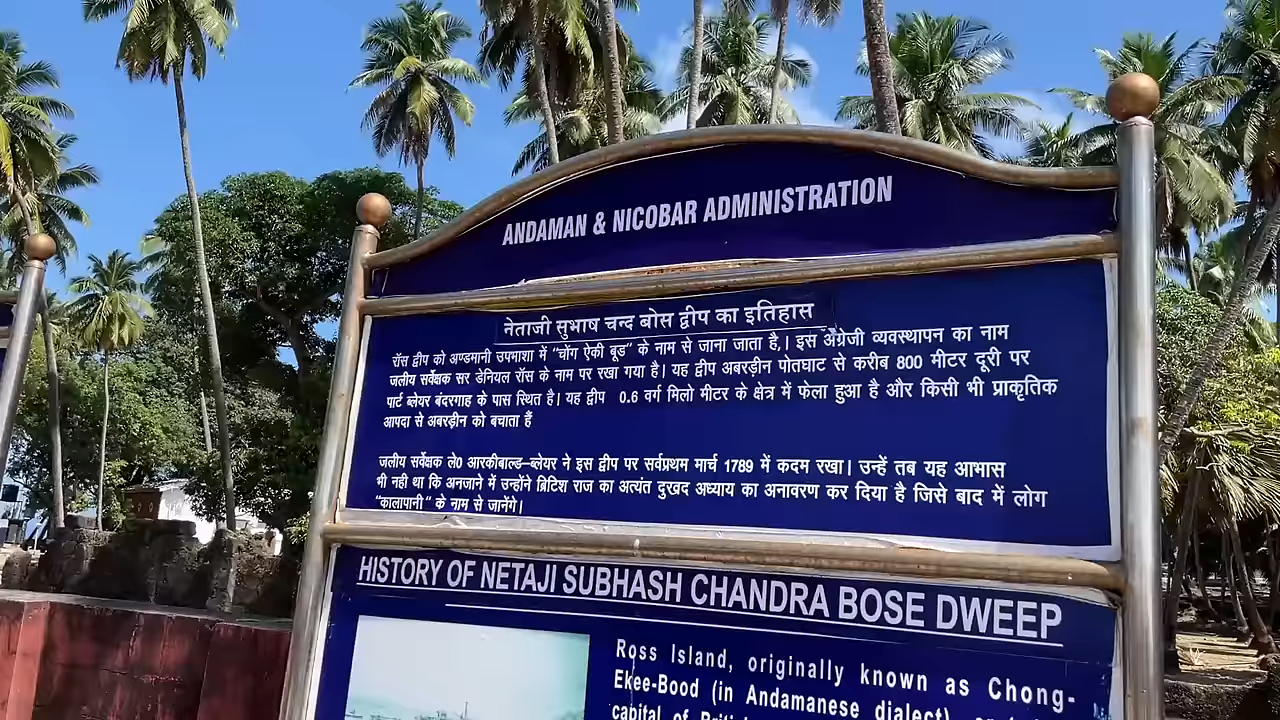 ANDAMAN & NICOBAR ADMINISTRATION
नेताजी सुभाष चन्द बोस द्वीप का इतिहास
रॉस द्वीप को अण्डमानी उपमाशा में "चोंग ऐकी बूड" के नाम से जाना जाता है,। इस अँग्रेजी व्यवस्थापन का नाम
जलीय सर्वेक्षक सर डेनियल रॉस के नाम पर रखा गया है। यह द्वीप अबरड़ीन पोतघाट से करीब 800 मीटर दूरी पर
पार्ट ब्लेयर बंदरगाह के पास स्थित है। यह द्वीप 0.6 वर्ग मिलो मीटर के क्षेत्र में फेला हुआ है और किसी भी प्राकृतिक
आपदा से अबरड़ीन को बचाता हैं
जलीय सर्वेक्षक ले0 आरकीबाल्ड–ब्लेयर ने इस द्वीप पर सर्वप्रथम मार्च 1789 में कदम रखा। उन्हें तब यह आभास
भी नही था कि अनजाने में उन्होंने ब्रिटिश राज का अत्यंत दुखद अध्याय का अनावरण कर दिया है जिसे बाद में लोग
"कालापानी" के नाम से जानेंगे।
HISTORY OF NETAJI SUBHASH CHANDRA BOSE DWEEP
Ross Island, originally known as Chong-
Ekee-Bood (in Andamanese dialect),
capital of